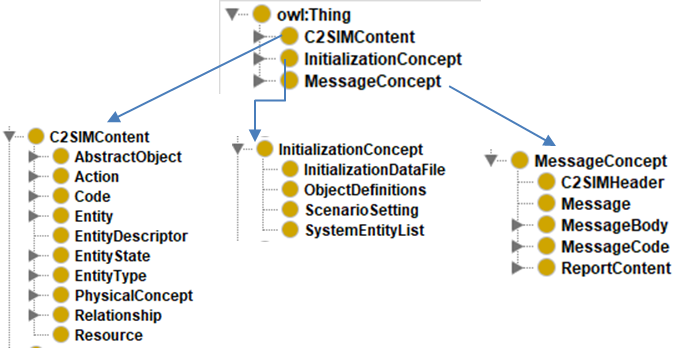 owl:Thing
C2SIMContent
InitializationConcept
MessageConcept
C2SIMContent
AbstractObject
Action
Code
Entity
EntityDescriptor
EntityState
EntityType
PhysicalConcept
Relationship
Resource
InitializationConcept
InitializationDataFile
ObjectDefinitions
ScenarioSetting
SystemEntityList
MessageConcept
C2SIMHeader
Message
MessageBody
MessageCode
ReportContent